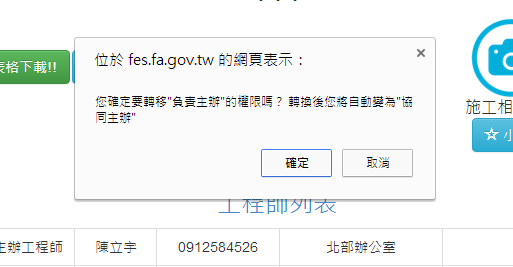 表格下載!!
位於 fes.fa.gov.tw 的網頁表示：
您確定要轉移"負責主辦"的權限嗎？ 轉換後您將自動變為"協
同主辦"
確定
取消
施工相
小
工程師列表
主辦工程師
陳立宇
0912584526
北部辦公室